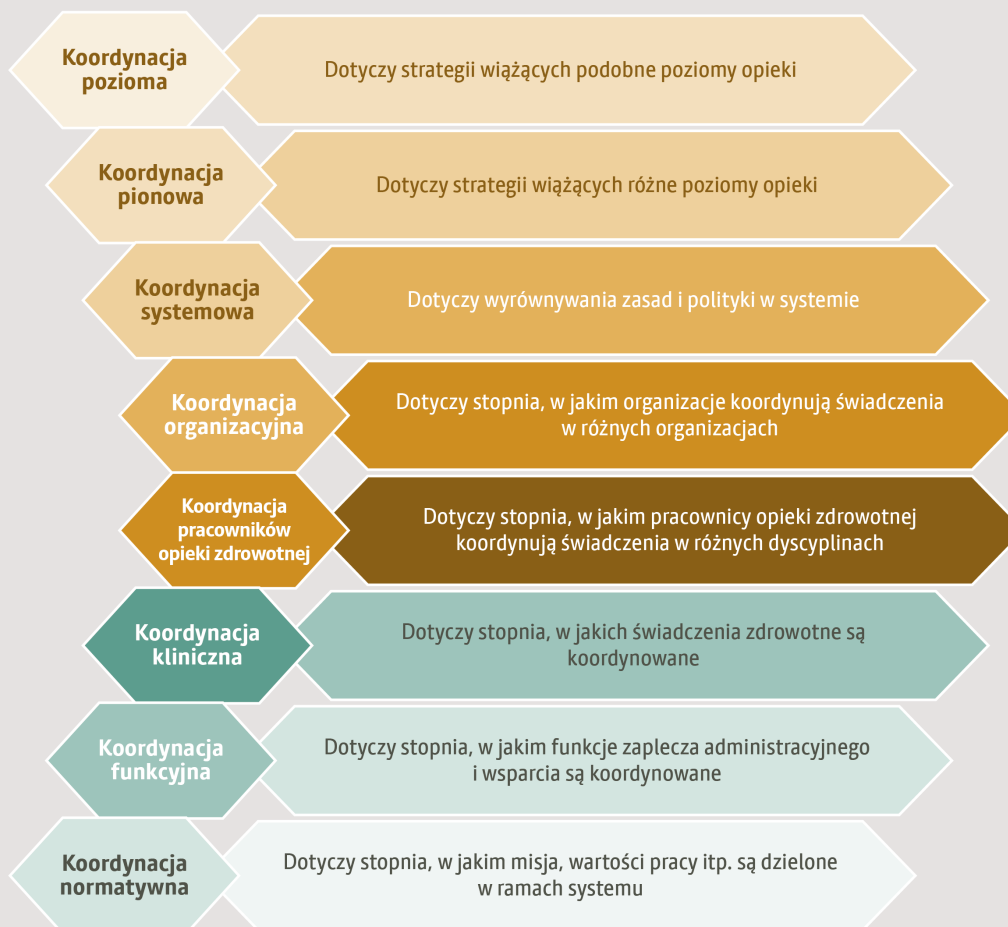 Koordynacja
pozioma
Dotyczy strategii wiążących podobne poziomy opieki
Koordynacja
pionowa
Dotyczy strategii wiążących różne poziomy opieki
Koordynacja
systemowa
Dotyczy wyrównywania zasad i polityki w systemie
Koordynacja
organizacyjna
Dotyczy stopnia, w jakim organizacje koordynują świadczenia
w różnych organizacjach
Koordynacja
pracowników
opieki zdrowotnej
Dotyczy stopnia, w jakim pracownicy opieki zdrowotnej
koordynują świadczenia w różnych dyscyplinach
Koordynacja
kliniczna
Dotyczy stopnia, w jakich świadczenia zdrowotne są
koordynowane
Koordynacja
funkcyjna
Dotyczy stopnia, w jakim funkcje zaplecza administracyjnego
i wsparcia są koordynowane
Koordynacja
normatywna
Dotyczy stopnia, w jakim misja, wartości pracy itp. są dzielone
w ramach systemu